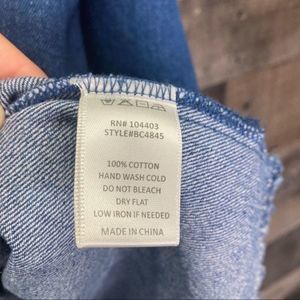 RN# 104403
STYLE#BC4845
100% COTTON
HAND WASH COLD
DO NOT BLEACH
DRY FLAT
LOW IRON IF NEEDED
MADE IN CHINA